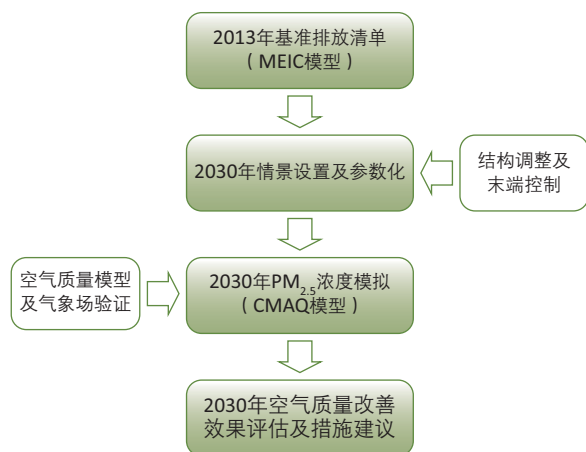 2013年基准排放清单
（MEIC模型）
2030年情景设置及参数化
结构调整及
末端控制
空气质量模型
及气象场验证
2030年PM2.5浓度模拟
（CMAQ模型）
2030年空气质量改善
效果评估及措施建议